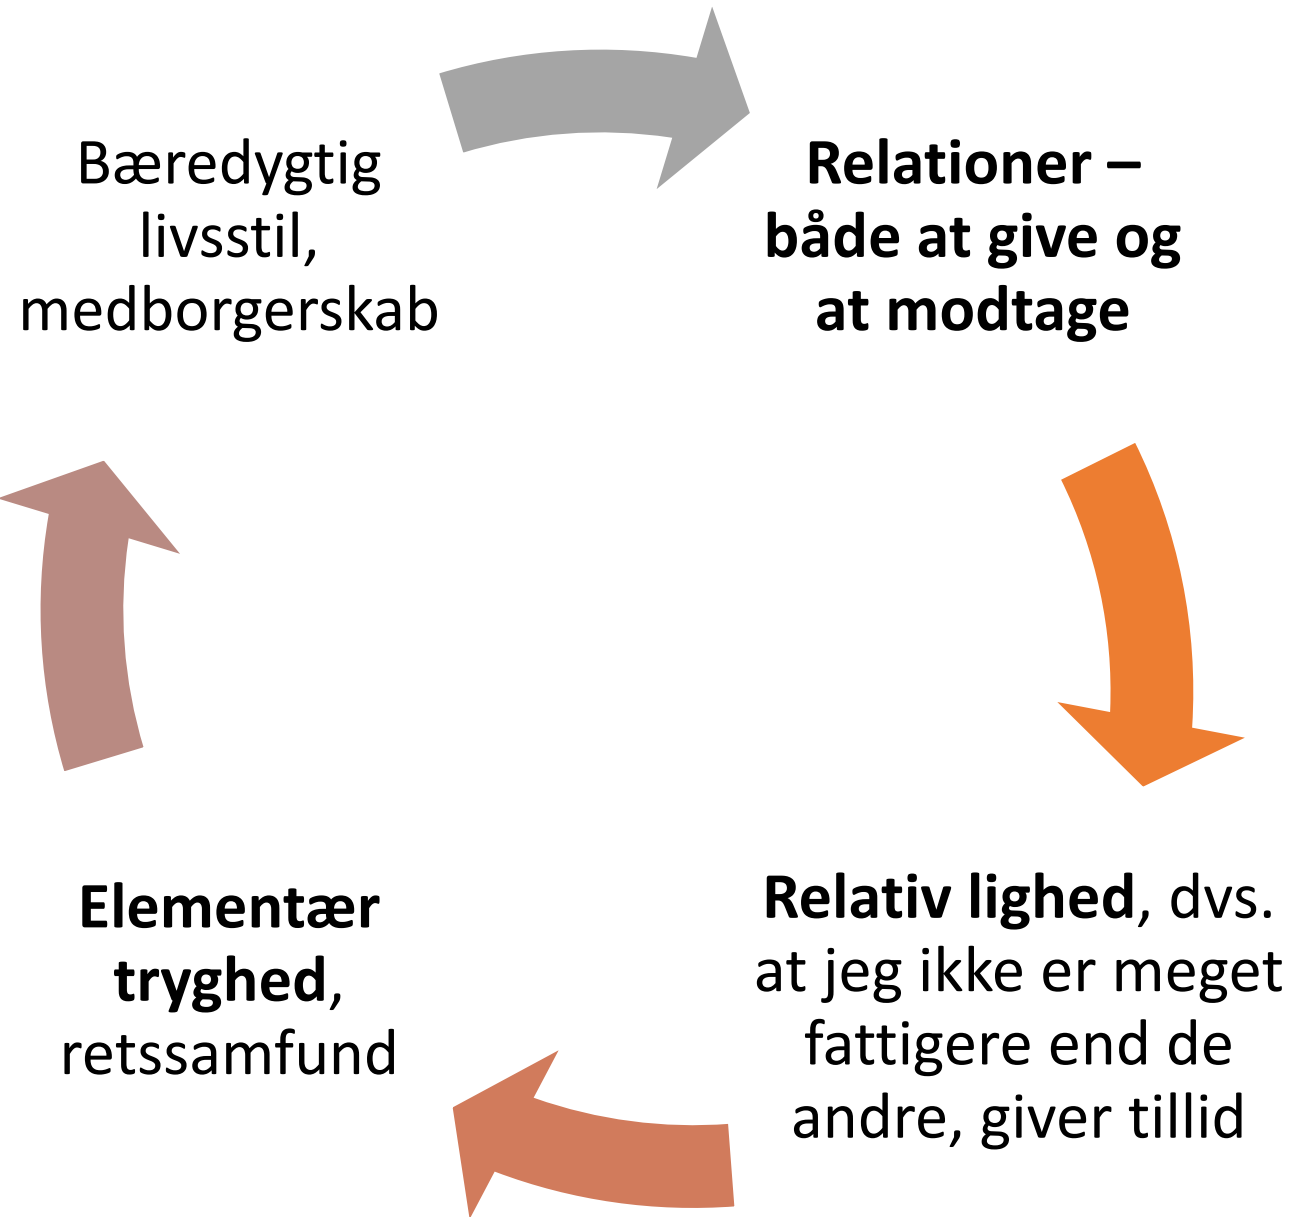 Bæredygtig
livsstil,
medborgerskab
Relationer –
både at give og
at modtage
Relativ lighed, dvs.
at jeg ikke er meget
fattigere end de
andre, giver tillid
Elementær
tryghed,
retssamfund